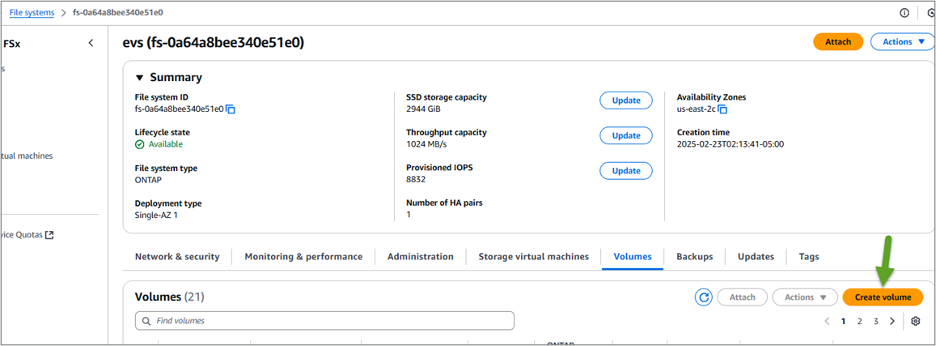 File systems > fs-0a64a8bee340e51e0
FSx
s
tual machines
vice Quotas
evs (fs-0a64a8bee340e51e0)
Attach
Actions
Summary
File system ID
fs-0a64a8bee340e51e0
Lifecycle state
Available
File system type
ONTAP
Deployment type
Single-AZ 1
SSD storage capacity
2944 GiB
Update
Throughput capacity
1024 MB/s
Update
Provisioned IOPS
8832
Update
Number of HA pairs
1
Availability Zones
us-east-2c
Creation time
2025-02-23T02:13:41-05:00
Network & security Monitoring & performance Administration Storage virtual machines Volumes Backups Updates Tags
Volumes (21)
Attach Actions Create volume
Find volumes
1 2 3
ONTAP